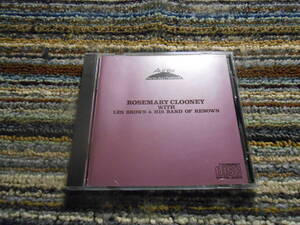 ROSEMARY CLOONEY
WITH
LES BROWN & HIS BAND OF RENOWN